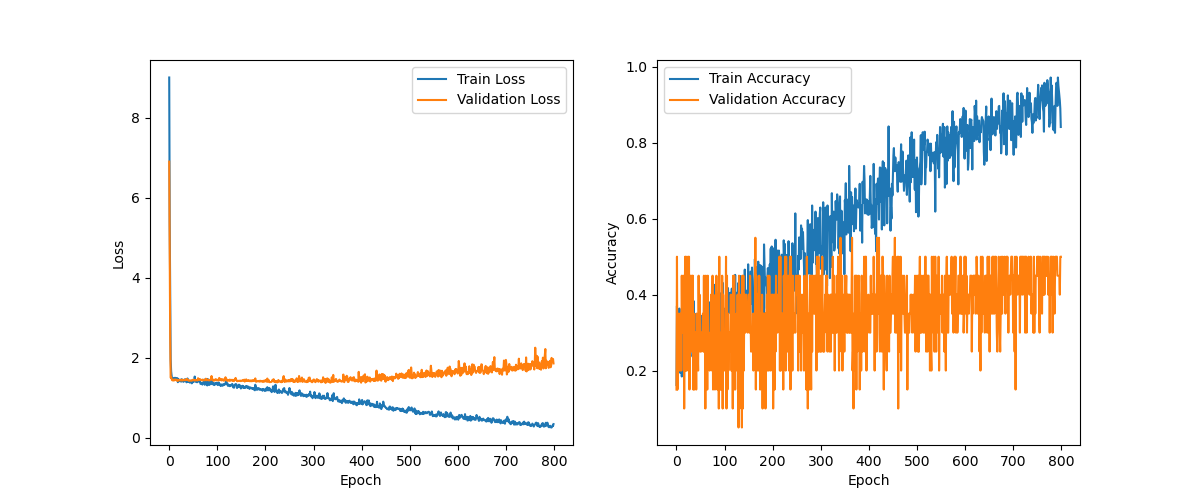 Train Loss
Validation Loss
8
6
4
2
0
Loss
0 100 200 300 400 500 600 700 800
Epoch
Train Accuracy
Validation Accuracy
1.0
0.8
0.6
0.4
0.2
Accuracy
0 100 200 300 400 500 600 700 800
Epoch